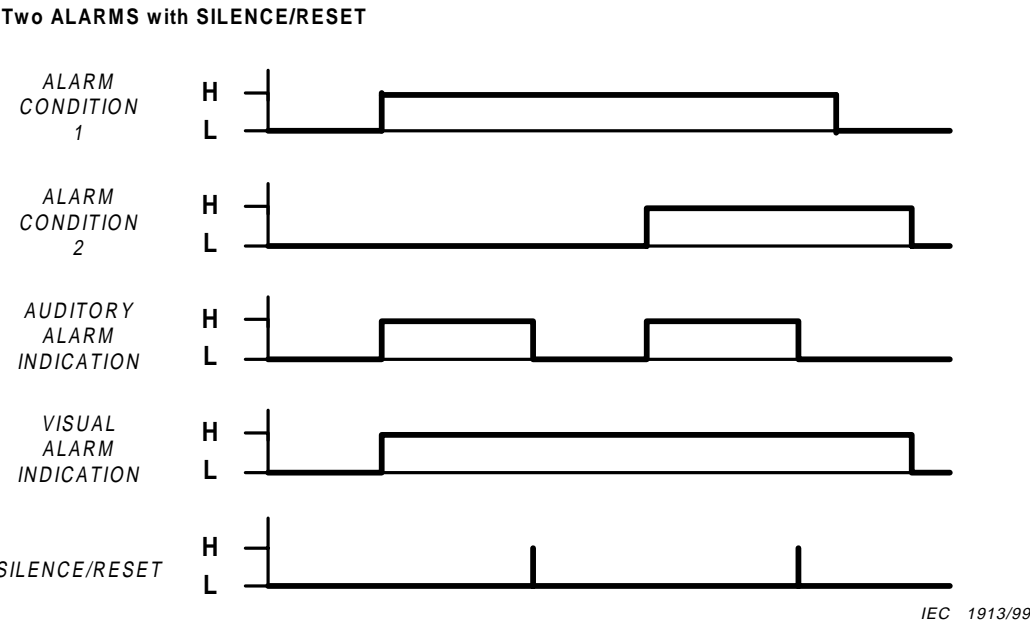 Two ALARMS with SILENCE/RESET
ALARM
CONDITION
1
H
L
ALARM
CONDITION
2
H
L
AUDITORY
ALARM
INDICATION
H
L
VISUAL
ALARM
INDICATION
H
L
SILENCE/RESET
H
L
IEC 1913/99